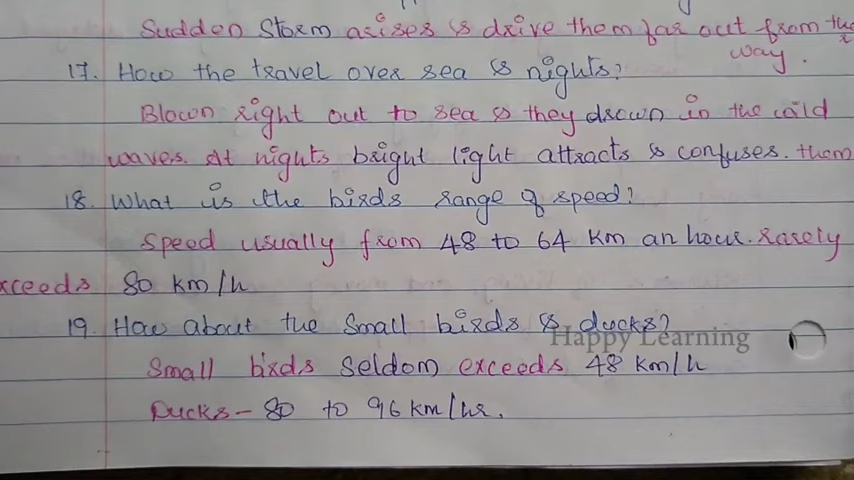 Sudden Storm arises & drive them far out from the
way.
17. How the travel over sea & nights?
Blown right out to sea & they drown in the wild
waves. At nights bright light attracts & confuses. them
18. What is the birds range of speed?
Speed usually from 48 to 64 km an hour. Rarely
xceeds 80 km/h
19. How about the Small birds & ducks?
Happy Learning
Small birds Seldom exceeds 48 km/h
Ducks - 80 to 96 km/hr.